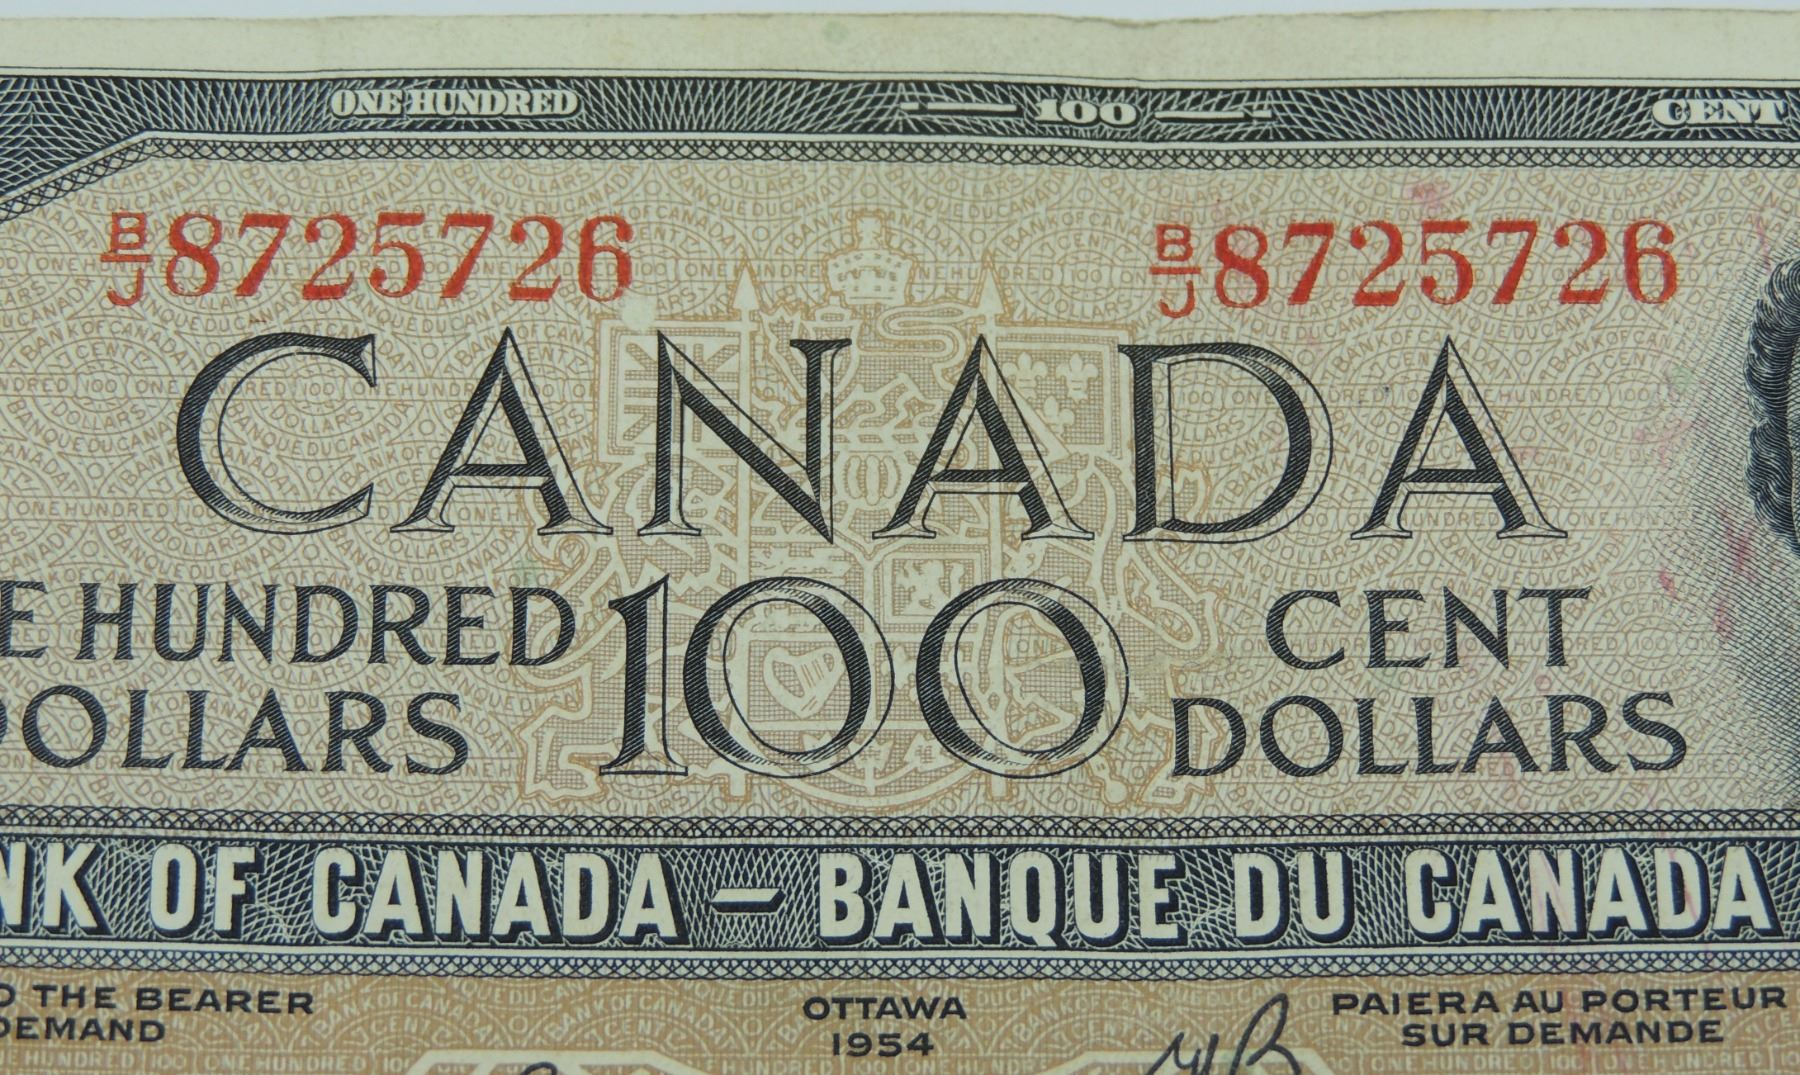 ONE HUNDRED 100 CENT
B/J 8725726 B/J 8725726
CANADA
E HUNDRED 100 CENT
DOLLARS DOLLARS
NK OF CANADA — BANQUE DU CANADA
O THE BEARER OTTAWA PAIERA AU PORTEUR
DEMAND 1954 SUR DEMANDE